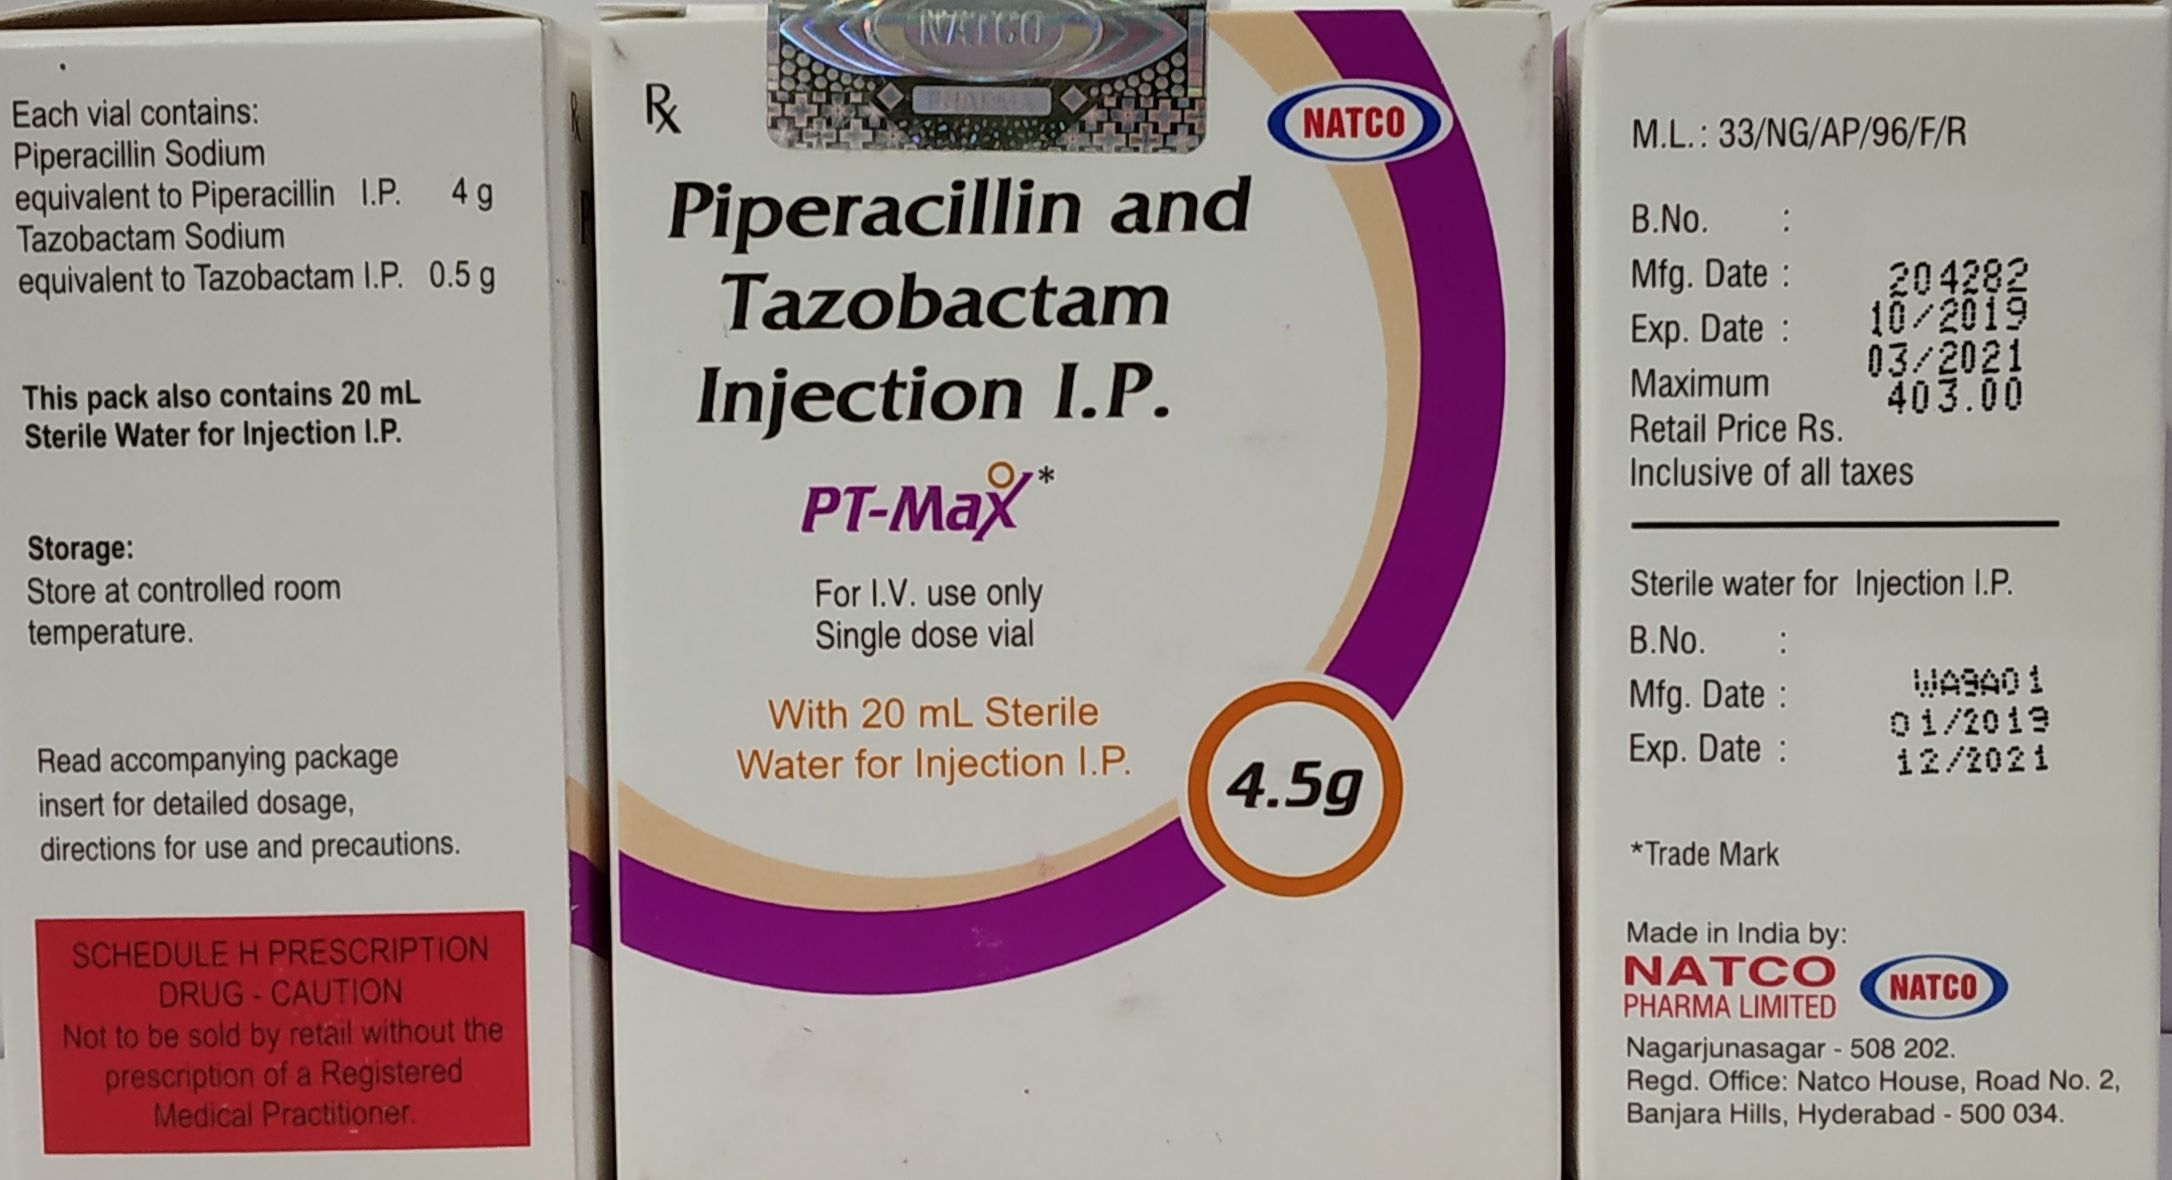 Each vial contains:
Piperacillin Sodium
equivalent to Piperacillin I.P. 4 g
Tazobactam Sodium
equivalent to Tazobactam I.P. 0.5 g
This pack also contains 20 mL
Sterile Water for Injection I.P.
Storage:
Store at controlled room
temperature.
Read accompanying package
insert for detailed dosage,
directions for use and precautions.
SCHEDULE H PRESCRIPTION
DRUG - CAUTION
Not to be sold by retail without the
prescription of a Registered
Medical Practitioner.
NATCO
PHARMA
Rx
NATCO
Piperacillin and
Tazobactam
Injection I.P.
PT-Max*
For I.V. use only
Single dose vial
With 20 mL Sterile
Water for Injection I.P.
4.5g
M.L.: 33/NG/AP/96/F/R
B.No. :
Mfg. Date : 204282
Exp. Date : 10/2019
03/2021
Maximum 403.00
Retail Price Rs.
Inclusive of all taxes
Sterile water for Injection I.P.
B.No. :
Mfg. Date : WA9A01
01/2019
Exp. Date : 12/2021
*Trade Mark
Made in India by:
NATCO
PHARMA LIMITED
NATCO
Nagarjunasagar - 508 202.
Regd. Office: Natco House, Road No. 2,
Banjara Hills, Hyderabad - 500 034.